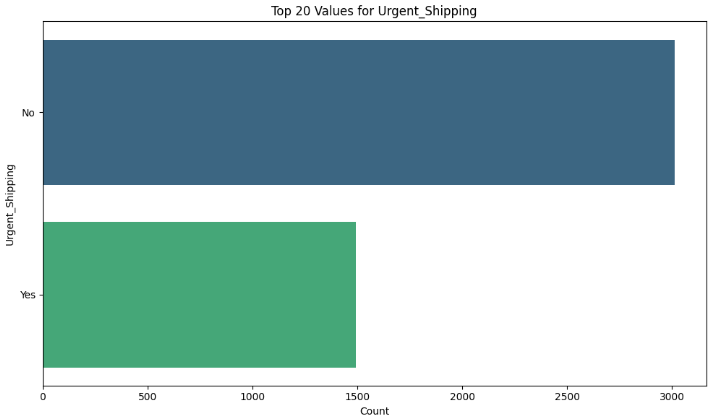 Top 20 Values for Urgent_Shipping
Urgent_Shipping
No
Yes
0 500 1000 1500 2000 2500 3000
Count